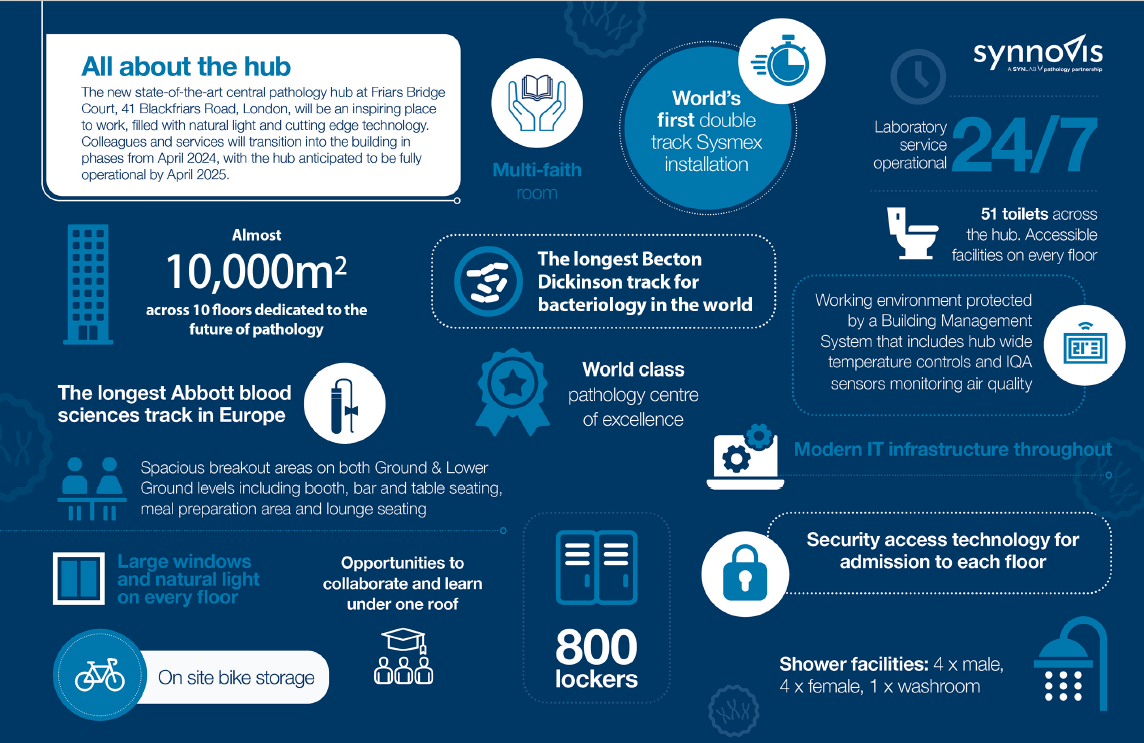 All about the hub
The new state-of-the-art central pathology hub at Friars Bridge
Court, 41 Blackfriars Road, London, will be an inspiring place
to work, filled with natural light and cutting edge technology.
Colleagues and services will transition into the building in
phases from April 2024, with the hub anticipated to be fully
operational by April 2025.
Multi-faith
room
World's
first double
track Sysmex
installation
synnovis
A SYNLAB pathology partnership
Laboratory
service
operational
24/7
51 toilets across
the hub. Accessible
facilities on every floor
Almost
10,000m²
across 10 floors dedicated to the
future of pathology
The longest Becton
Dickinson track for
bacteriology in the world
Working environment protected
by a Building Management
System that includes hub wide
temperature controls and IQA
sensors monitoring air quality
The longest Abbott blood
sciences track in Europe
World class
pathology centre
of excellence
Modern IT infrastructure throughout
Spacious breakout areas on both Ground & Lower
Ground levels including booth, bar and table seating,
meal preparation area and lounge seating
Large windows
and natural light
on every floor
Opportunities to
collaborate and learn
under one roof
800
lockers
Security access technology for
admission to each floor
On site bike storage
Shower facilities: 4 x male,
4 x female, 1 x washroom